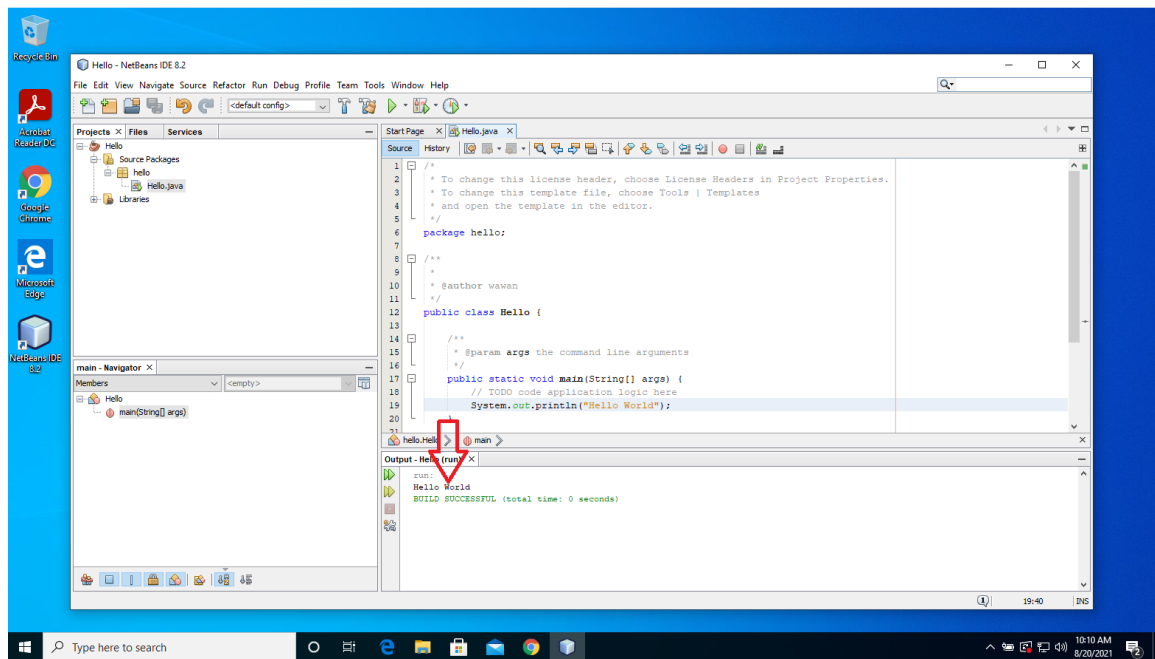 Recycle Bin
Acrobat
Reader DC
Google
Chrome
Microsoft
Edge
NetBeans IDE
8.2
Hello - NetBeans IDE 8.2
File Edit View Navigate Source Refactor Run Debug Profile Team Tools Window Help
<default config>
Projects Files Services
Hello
Source Packages
hello
Hello.java
Libraries
main - Navigator
Members <empty>
Hello
main(String[] args)
Start Page Hello.java
Source History
1 /*
2 * To change this license header, choose License Headers in Project Properties.
3 * To change this template file, choose Tools | Templates
4 * and open the template in the editor.
5 */
6 package hello;
7
8 /**
9 *
10 * @author wawan
11 */
12 public class Hello {
13
14 /**
15 * @param args the command line arguments
16 */
17 public static void main(String[] args) {
18 // TODO code application logic here
19 System.out.println("Hello World");
20 }
21
hello.Hello main
Output - Hello (run)
run:
Hello World
BUILD SUCCESSFUL (total time: 0 seconds)
1 19:40 INS
Type here to search
10:10 AM
8/20/2021
2